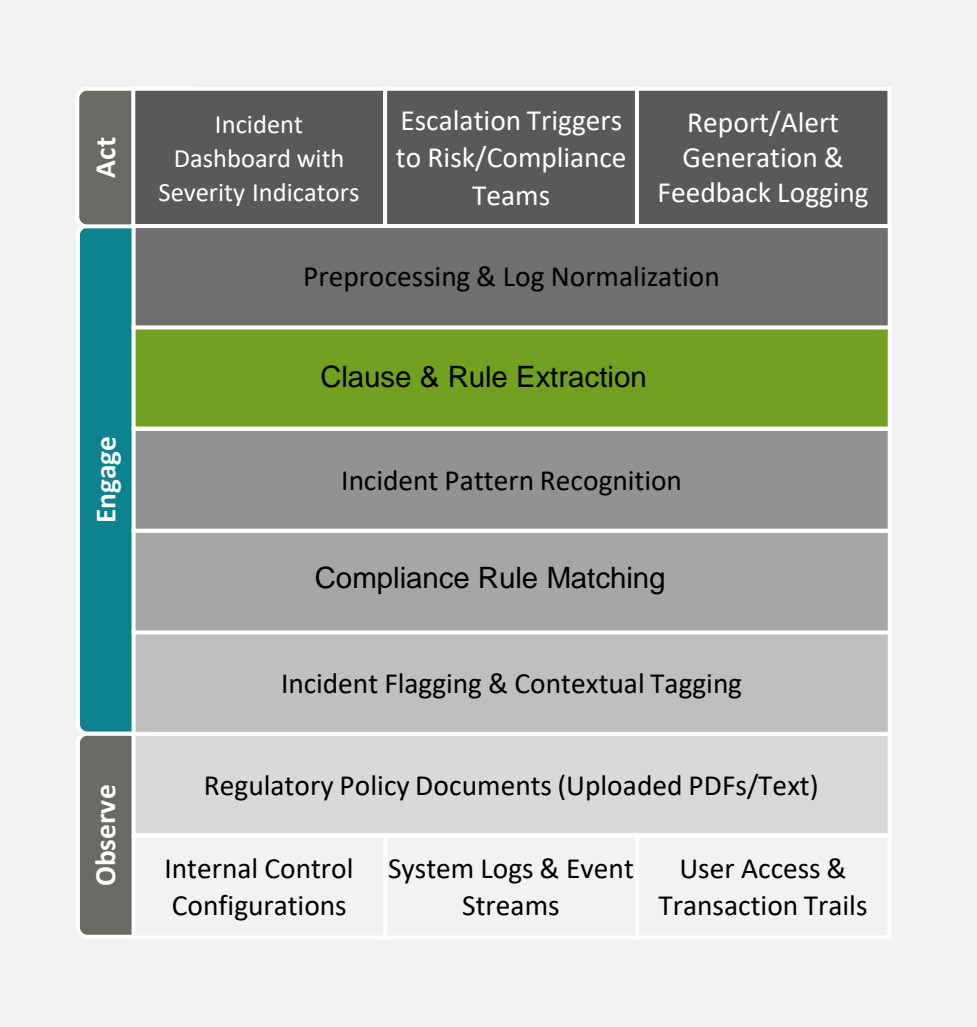 Act
Incident
Dashboard with
Severity Indicators
Escalation Triggers
to Risk/Compliance
Teams
Report/Alert
Generation &
Feedback Logging
Engage
Preprocessing & Log Normalization
Clause & Rule Extraction
Incident Pattern Recognition
Compliance Rule Matching
Incident Flagging & Contextual Tagging
Observe
Regulatory Policy Documents (Uploaded PDFs/Text)
Internal Control
Configurations
System Logs & Event
Streams
User Access &
Transaction Trails